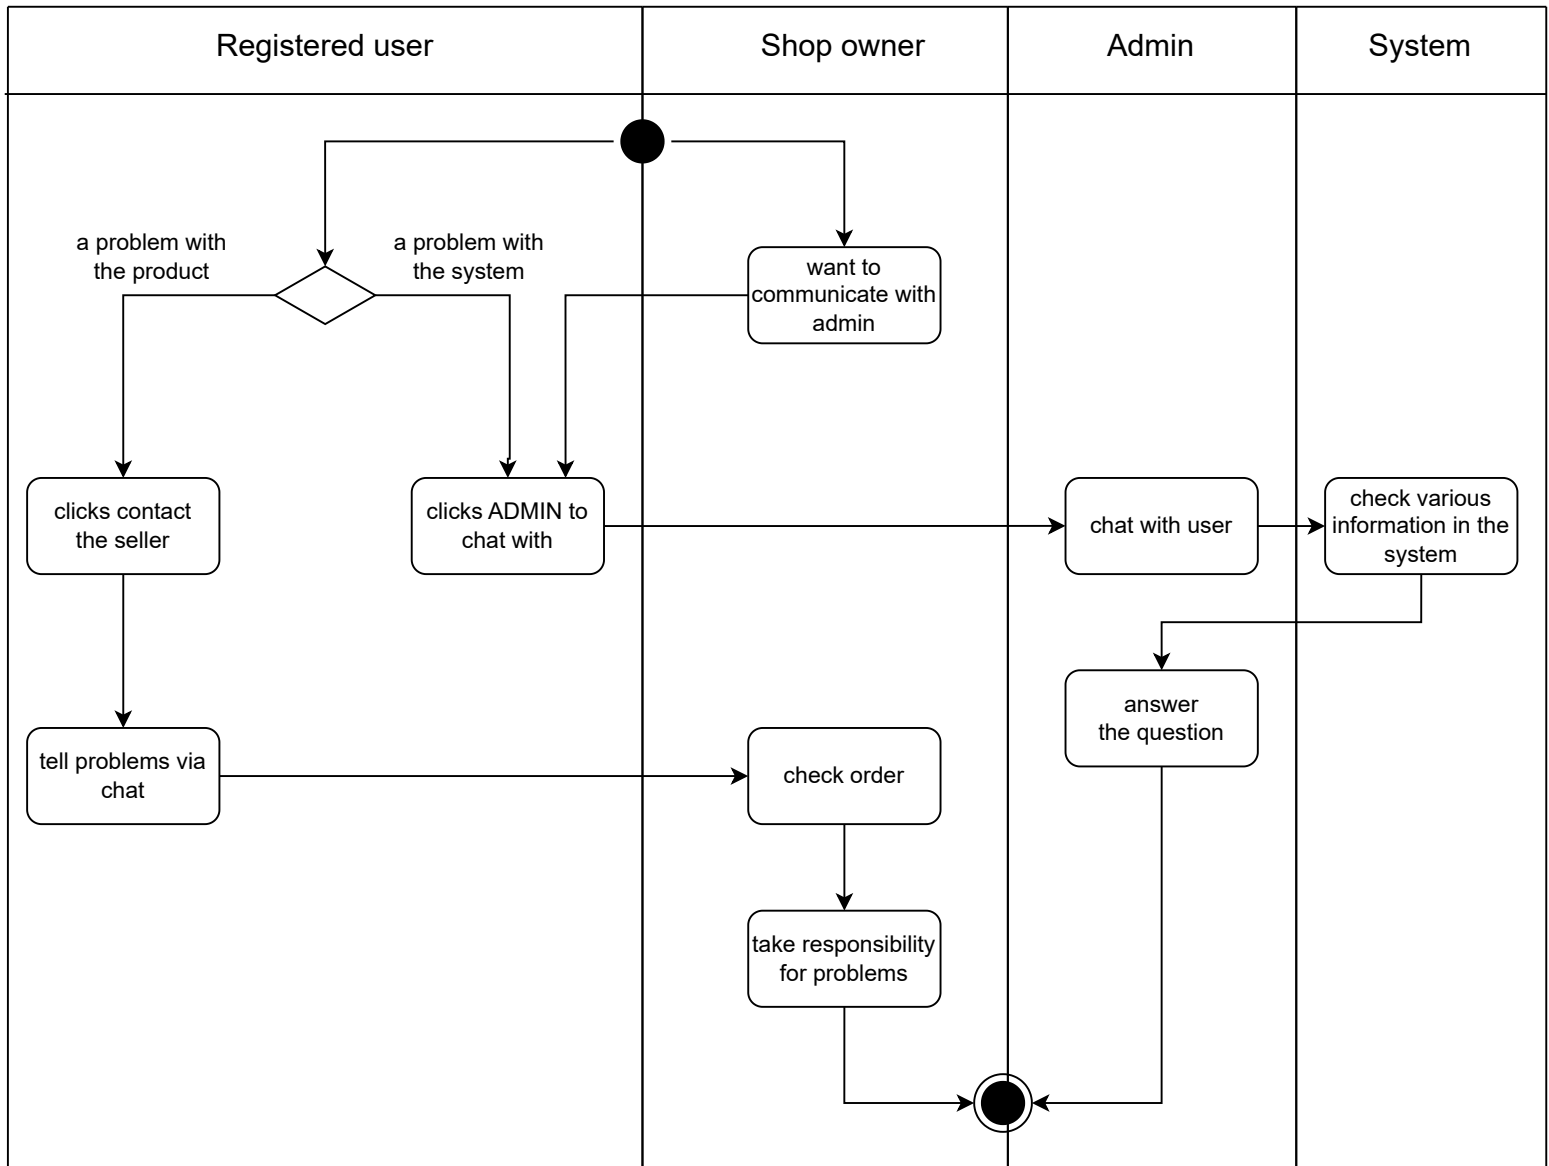 Registered user
Shop owner
Admin
System
a problem with
the product
a problem with
the system
want to
communicate with
admin
clicks contact
the seller
clicks ADMIN to
chat with
chat with user
check various
information in the
system
answer
the question
tell problems via
chat
check order
take responsibility
for problems